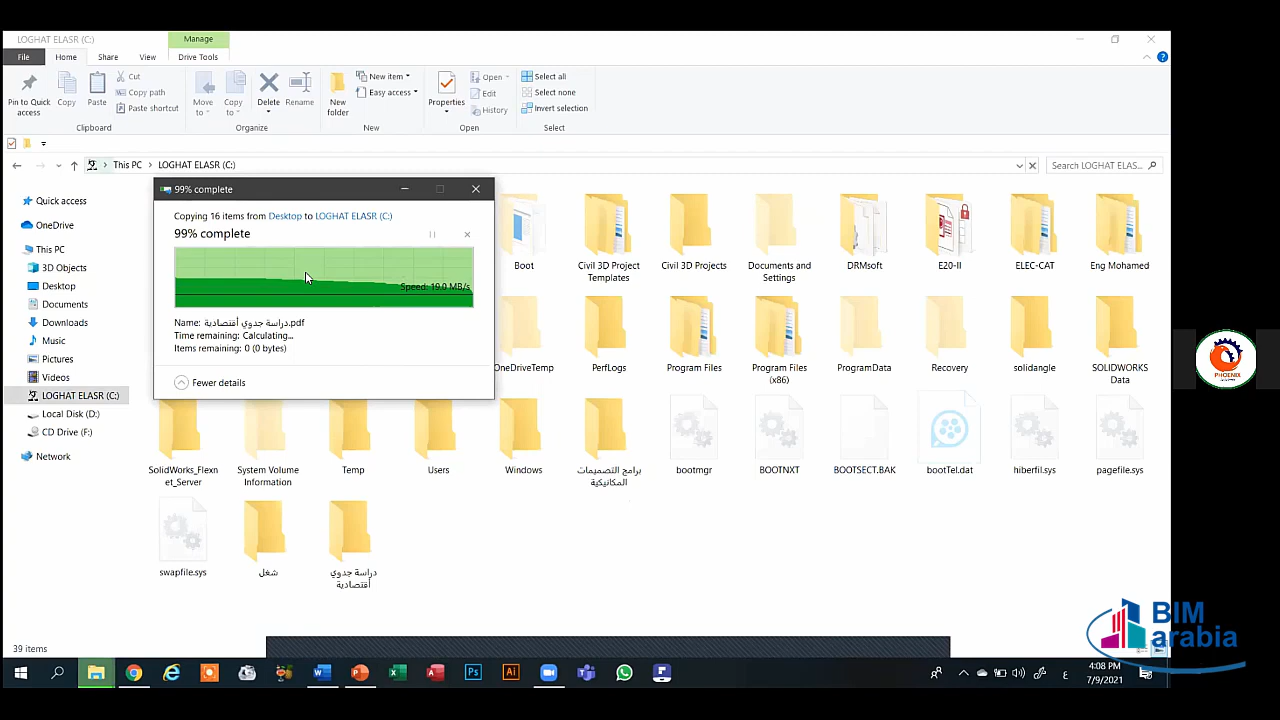 LOGHAT ELASR (C:)
Manage
File
Home
Share
View
Drive Tools
Pin to Quick access
Copy
Paste
Cut
Copy path
Paste shortcut
Clipboard
Move to
Copy to
Delete
Rename
Organize
New folder
New item
Easy access
New
Properties
Open
Edit
History
Open
Select all
Select none
Invert selection
Select
This PC > LOGHAT ELASR (C:)
Search LOGHAT ELAS...
Quick access
OneDrive
This PC
3D Objects
Desktop
Documents
Downloads
Music
Pictures
Videos
LOGHAT ELASR (C:)
Local Disk (D:)
CD Drive (F:)
Network
99% complete
Copying 16 items from Desktop to LOGHAT ELASR (C:)
99% complete
Speed: 19.0 MB/s
Name: دراسة جدوي أقتصادية.pdf
Time remaining: Calculating...
Items remaining: 0 (0 bytes)
Fewer details
Boot
Civil 3D Project Templates
Civil 3D Projects
Documents and Settings
DRMsoft
E20-II
ELEC-CAT
Eng Mohamed
OneDriveTemp
PerfLogs
Program Files
Program Files (x86)
ProgramData
Recovery
solidangle
SOLIDWORKS Data
SolidWorks_Flexnet_Server
System Volume Information
Temp
Users
Windows
برامج التصميمات المكانيكية
bootmgr
BOOTNXT
BOOTSECT.BAK
bootTel.dat
hiberfil.sys
pagefile.sys
swapfile.sys
شغل
دراسة جدوي أقتصادية
39 items
PHOENIX
BIM
arabia
ع
4:08 PM
7/9/2021